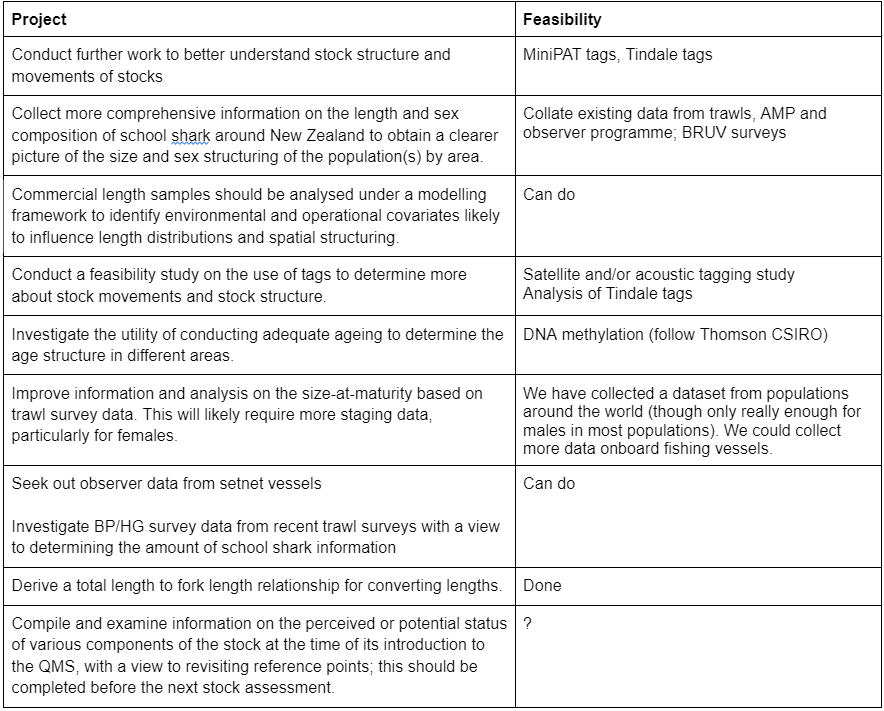 Project
Feasibility
Conduct further work to better understand stock structure and
movements of stocks
MiniPAT tags, Tindale tags
Collect more comprehensive information on the length and sex
composition of school shark around New Zealand to obtain a clearer
picture of the size and sex structuring of the population(s) by area.
Collate existing data from trawls, AMP and
observer programme; BRUV surveys
Commercial length samples should be analysed under a modelling
framework to identify environmental and operational covariates likely
to influence length distributions and spatial structuring.
Can do
Conduct a feasibility study on the use of tags to determine more
about stock movements and stock structure.
Satellite and/or acoustic tagging study
Analysis of Tindale tags
Investigate the utility of conducting adequate ageing to determine the
age structure in different areas.
DNA methylation (follow Thomson CSIRO)
Improve information and analysis on the size-at-maturity based on
trawl survey data. This will likely require more staging data,
particularly for females.
We have collected a dataset from populations
around the world (though only really enough for
males in most populations). We could collect
more data onboard fishing vessels.
Seek out observer data from setnet vessels
Investigate BP/HG survey data from recent trawl surveys with a view
to determining the amount of school shark information
Can do
Derive a total length to fork length relationship for converting lengths.
Done
Compile and examine information on the perceived or potential status
of various components of the stock at the time of its introduction to
the QMS, with a view to revisiting reference points; this should be
completed before the next stock assessment.
?